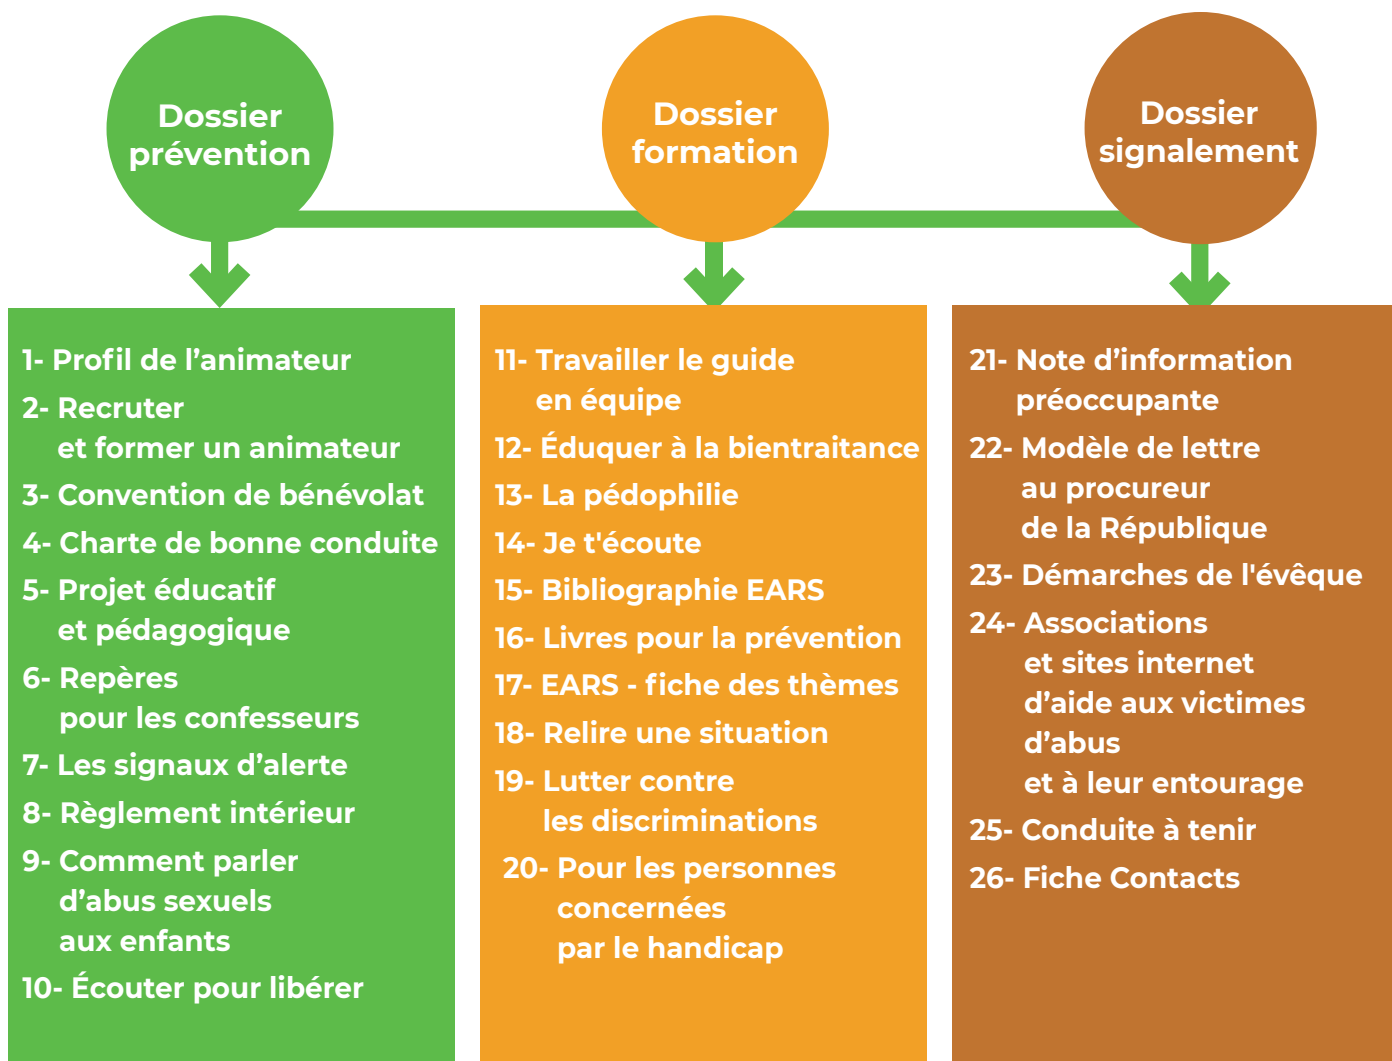 Dossier
prévention
Dossier
formation
Dossier
signalement
1- Profil de l’animateur
2- Recruter
et former un animateur
3- Convention de bénévolat
4- Charte de bonne conduite
5- Projet éducatif
et pédagogique
6- Repères
pour les confesseurs
7- Les signaux d’alerte
8- Règlement intérieur
9- Comment parler
d’abus sexuels
aux enfants
10- Écouter pour libérer
11- Travailler le guide
en équipe
12- Éduquer à la bientraitance
13- La pédophilie
14- Je t'écoute
15- Bibliographie EARS
16- Livres pour la prévention
17- EARS - fiche des thèmes
18- Relire une situation
19- Lutter contre
les discriminations
20- Pour les personnes
concernées
par le handicap
21- Note d’information
préoccupante
22- Modèle de lettre
au procureur
de la République
23- Démarches de l'évêque
24- Associations
et sites internet
d’aide aux victimes
d’abus
et à leur entourage
25- Conduite à tenir
26- Fiche Contacts